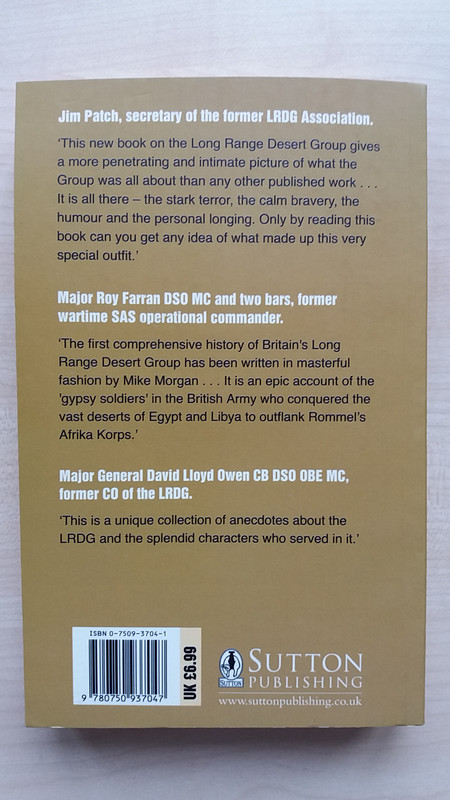 Jim Patch, secretary of the former LRDG Association.
‘This new book on the Long Range Desert Group gives
a more penetrating and intimate picture of what the
Group was all about than any other published work . . .
It is all there – the stark terror, the calm bravery, the
humour and the personal longing. Only by reading this
book can you get any idea of what made up this very
special outfit.’
Major Roy Farran DSO MC and two bars, former
wartime SAS operational commander.
‘The first comprehensive history of Britain’s Long
Range Desert Group has been written in masterful
fashion by Mike Morgan . . . It is an epic account of the
'gypsy soldiers' in the British Army who conquered the
vast deserts of Egypt and Libya to outflank Rommel’s
Afrika Korps.’
Major General David Lloyd Owen CB DSO OBE MC,
former CO of the LRDG.
‘This is a unique collection of anecdotes about the
LRDG and the splendid characters who served in it.’
ISBN 0-7509-3704-1
9 780750 937047
UK £6.99
SUTTON
SUTTON
PUBLISHING
www.suttonpublishing.co.uk